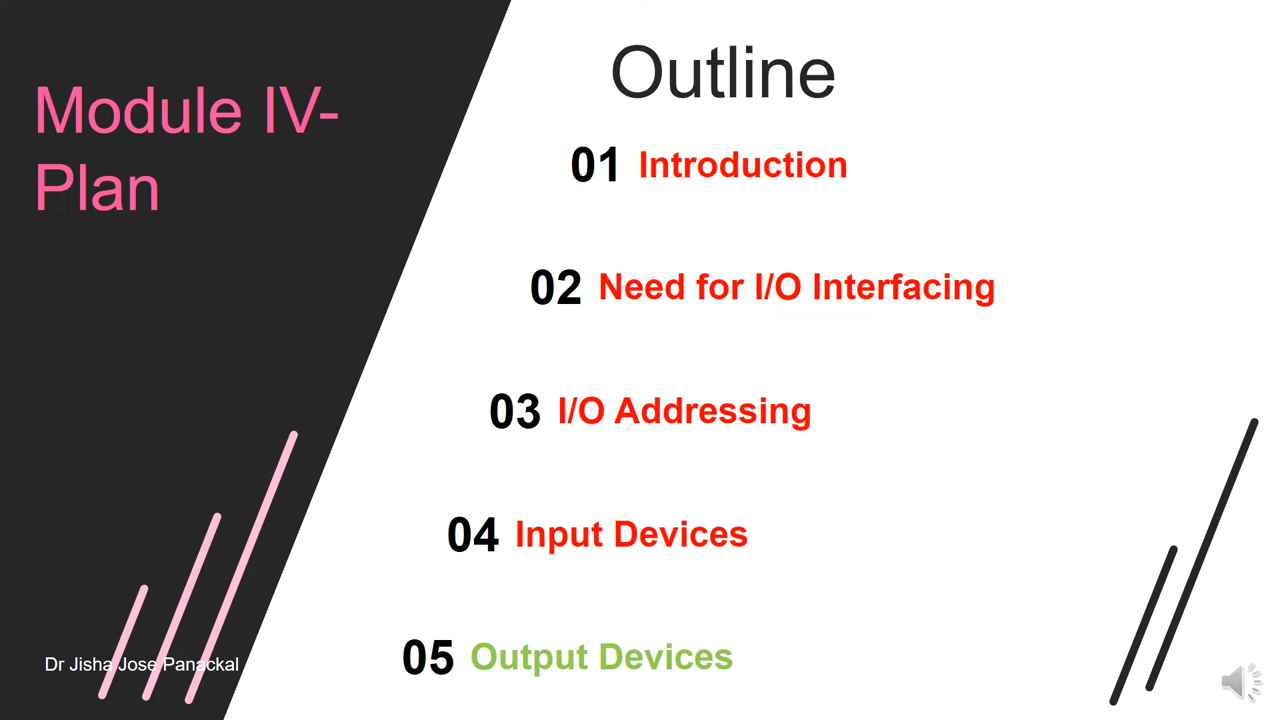 Module IV-
Plan
Outline
01 Introduction
02 Need for I/O Interfacing
03 I/O Addressing
04 Input Devices
05 Output Devices
Dr Jisha Jose Panackal